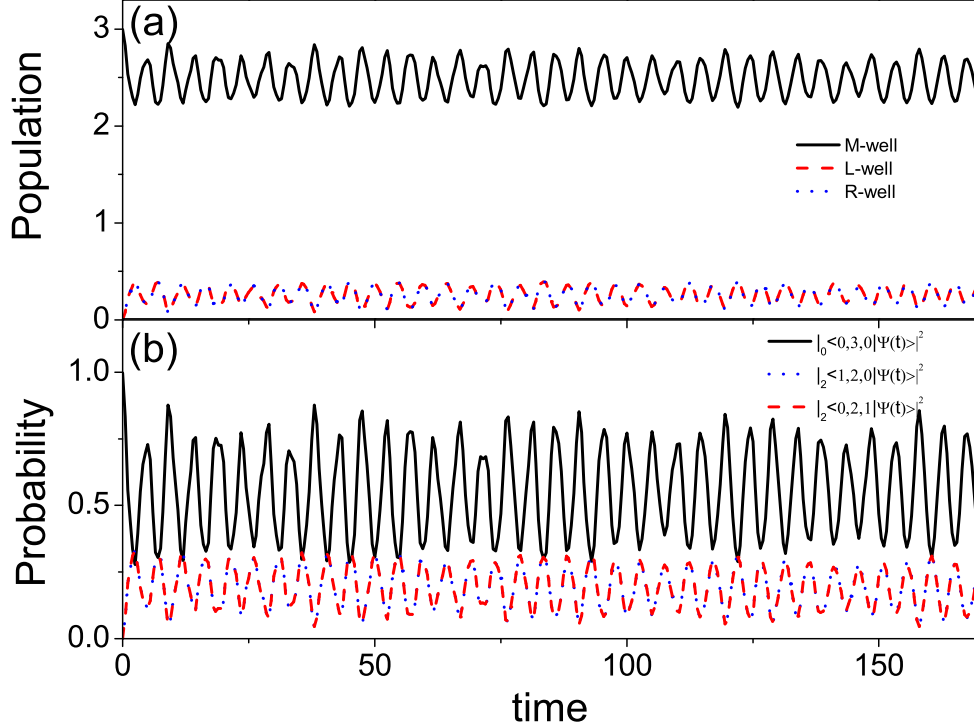 (a)
3
2
1
0
Population
M-well
L-well
R-well
(b)
1.0
0.5
0.0
Probability
|₀<0,3,0|Ψ(t)>|²
|₂<1,2,0|Ψ(t)>|²
|₂<0,2,1|Ψ(t)>|²
0 50 100 150
time